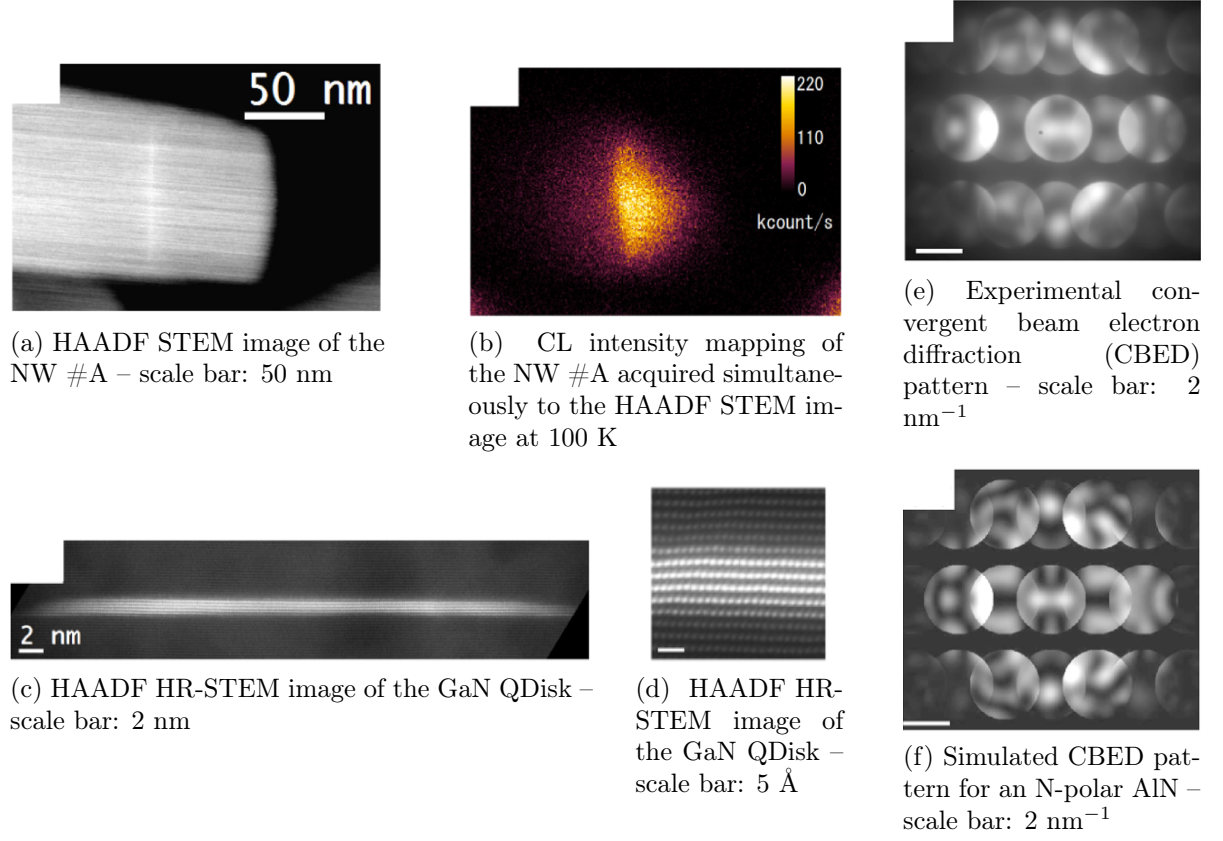 50 nm
220
110
0
kcount/s
(a) HAADF STEM image of the
NW #A – scale bar: 50 nm
(b) CL intensity mapping of
the NW #A acquired simultane-
ously to the HAADF STEM im-
age at 100 K
(e) Experimental con-
vergent beam electron
diffraction (CBED)
pattern – scale bar: 2
nm⁻¹
2 nm
(c) HAADF HR-STEM image of the GaN QDisk –
scale bar: 2 nm
(d) HAADF HR-
STEM image of
the GaN QDisk –
scale bar: 5 Å
(f) Simulated CBED pat-
tern for an N-polar AlN –
scale bar: 2 nm⁻¹